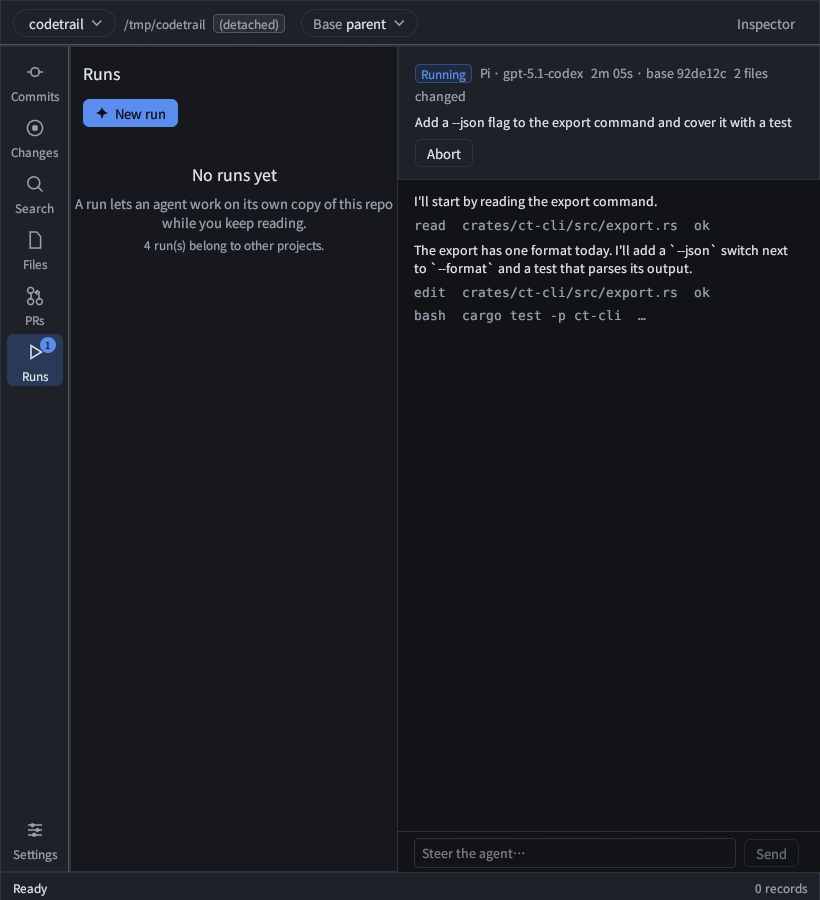 codetrail /tmp/codetrail (detached) Base parent Inspector
Commits
Changes
Search
Files
PRs
1
Runs
Settings
Runs
New run
No runs yet
A run lets an agent work on its own copy of this repo
while you keep reading.
4 run(s) belong to other projects.
Running Pi · gpt-5.1-codex 2m 05s · base 92de12c 2 files
changed
Add a --json flag to the export command and cover it with a test
Abort
I'll start by reading the export command.
read crates/ct-cli/src/export.rs ok
The export has one format today. I'll add a `--json` switch next
to `--format` and a test that parses its output.
edit crates/ct-cli/src/export.rs ok
bash cargo test -p ct-cli …
Steer the agent… Send
Ready 0 records